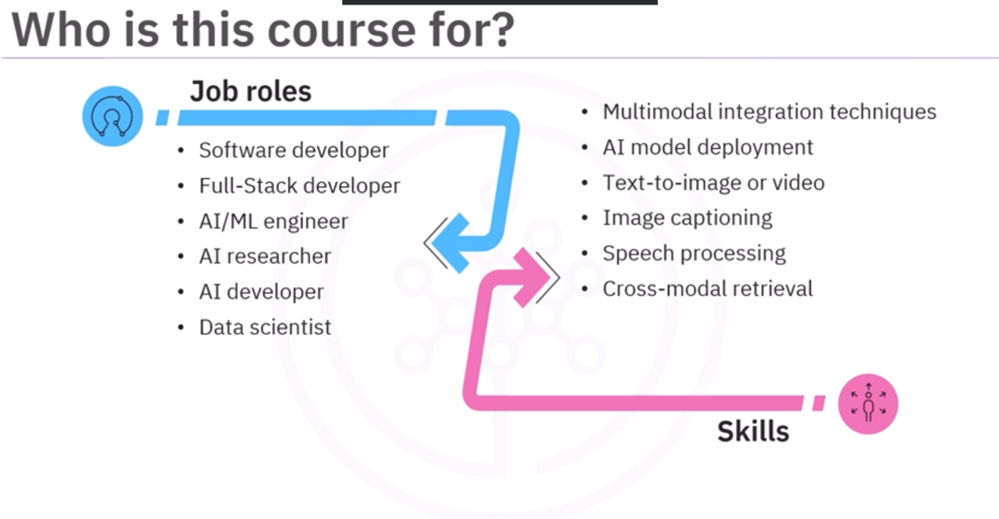 Who is this course for?
Job roles
• Software developer
• Full-Stack developer
• AI/ML engineer
• AI researcher
• AI developer
• Data scientist
• Multimodal integration techniques
• AI model deployment
• Text-to-image or video
• Image captioning
• Speech processing
• Cross-modal retrieval
Skills